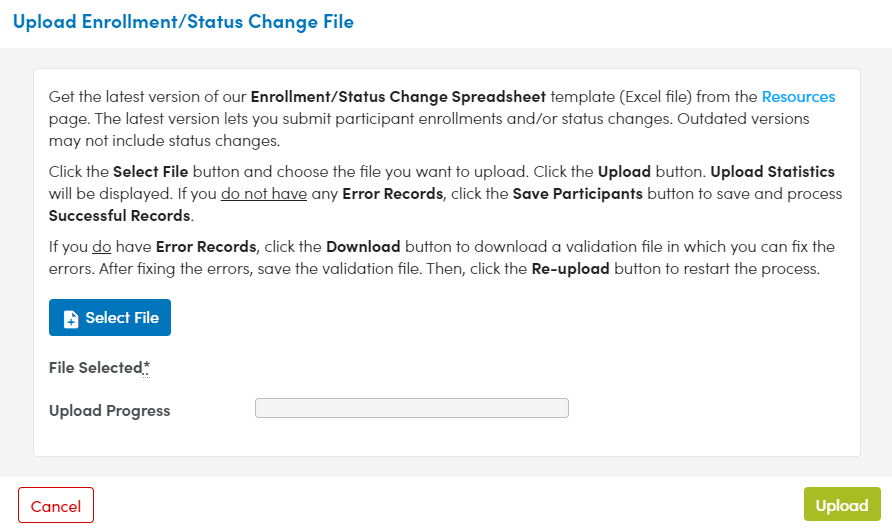 Upload Enrollment/Status Change File
Get the latest version of our Enrollment/Status Change Spreadsheet template (Excel file) from the Resources
page. The latest version lets you submit participant enrollments and/or status changes. Outdated versions
may not include status changes.
Click the Select File button and choose the file you want to upload. Click the Upload button. Upload Statistics
will be displayed. If you do not have any Error Records, click the Save Participants button to save and process
Successful Records.
If you do have Error Records, click the Download button to download a validation file in which you can fix the
errors. After fixing the errors, save the validation file. Then, click the Re-upload button to restart the process.
Select File
File Selected*
Upload Progress
Cancel
Upload